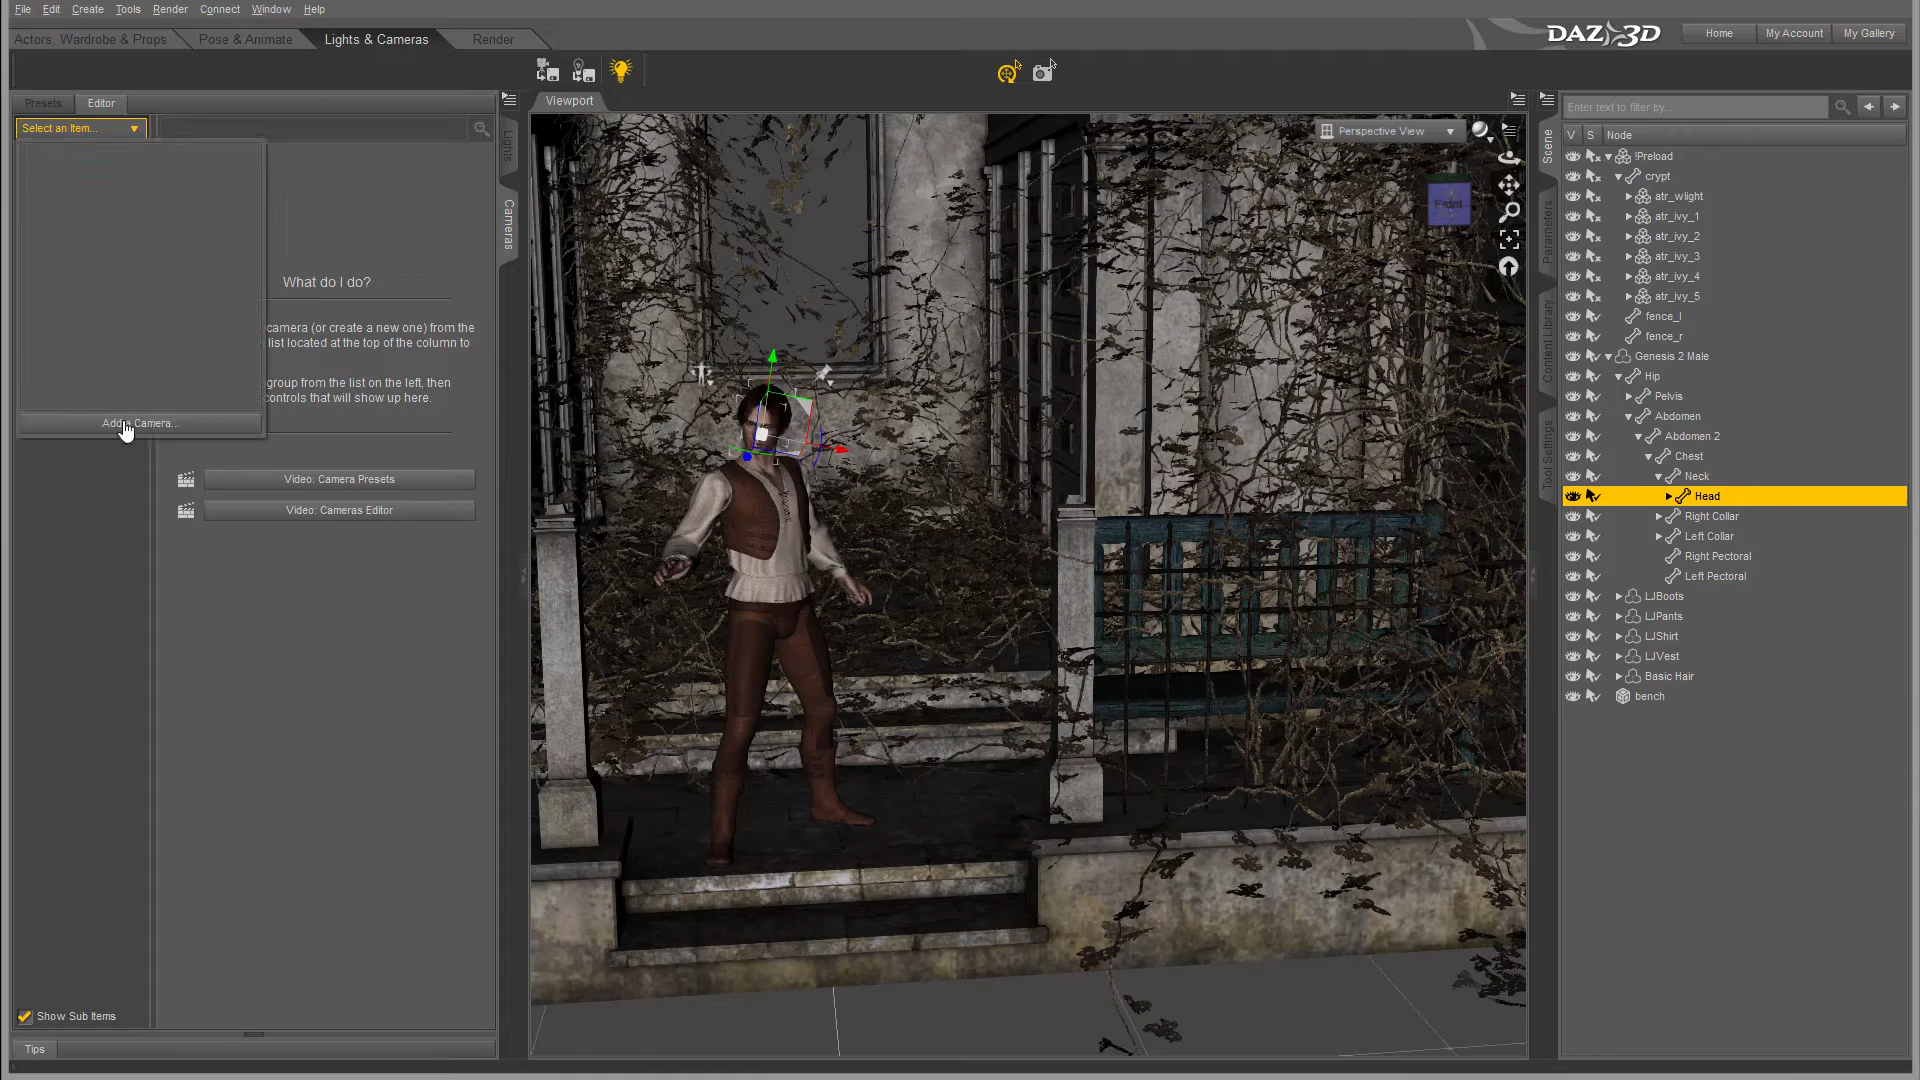 File Edit Create Tools Render Connect Window Help
Actors, Wardrobe & Props Pose & Animate Lights & Cameras Render
DAZ 3D
Home My Account My Gallery
Presets Editor
Viewport
Select an Item...
Perspective View
Enter text to filter by...
V S Node
Lights
Cameras
Scene
Parameters
Content Library
Tool Settings
Front
What do I do?
camera (or create a new one) from the
list located at the top of the column to
group from the list on the left, then
controls that will show up here.
Add a Camera...
Video: Camera Presets
Video: Cameras Editor
!Preload
crypt
atr_wlight
atr_ivy_1
atr_ivy_2
atr_ivy_3
atr_ivy_4
atr_ivy_5
fence_l
fence_r
Genesis 2 Male
Hip
Pelvis
Abdomen
Abdomen 2
Chest
Neck
Head
Right Collar
Left Collar
Right Pectoral
Left Pectoral
LJBoots
LJPants
LJShirt
LJVest
Basic Hair
bench
Show Sub Items
Tips